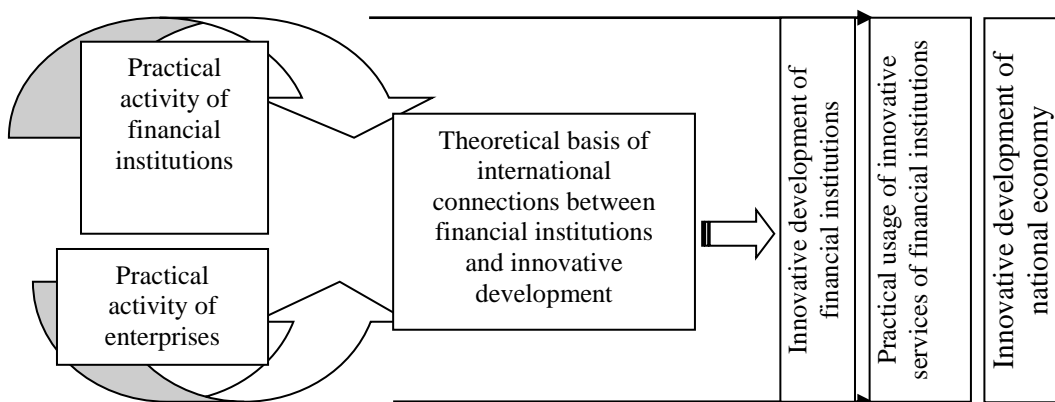 Practical
activity of
financial
institutions
Practical
activity of
enterprises
Theoretical basis of
international
connections between
financial institutions
and innovative
development
Innovative development of
financial institutions
Practical usage of innovative
services of financial institutions
Innovative development of
national economy